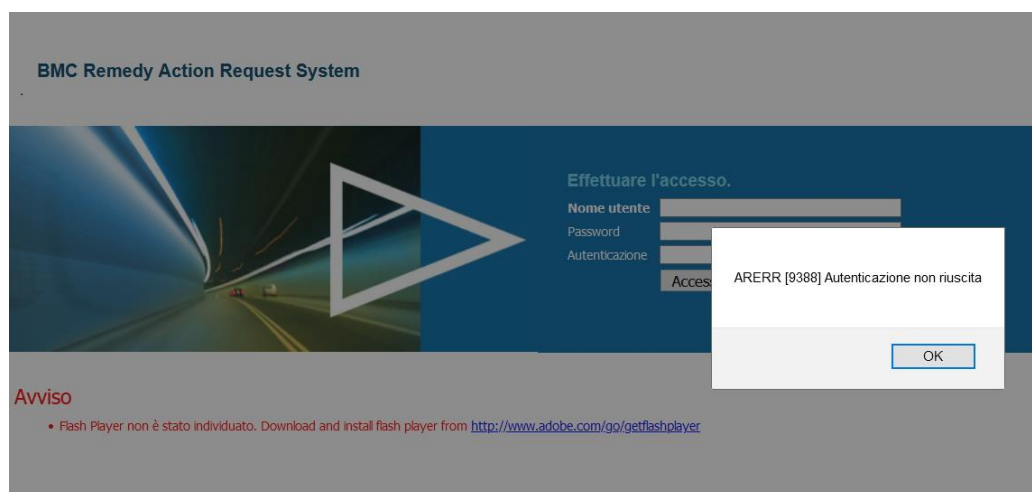 BMC Remedy Action Request System
.
Effettuare l'accesso.
Nome utente
Password
Autenticazione
Acces
ARERR [9388] Autenticazione non riuscita
OK
Avviso
• Flash Player non è stato individuato. Download and install flash player from http://www.adobe.com/go/getflashplayer